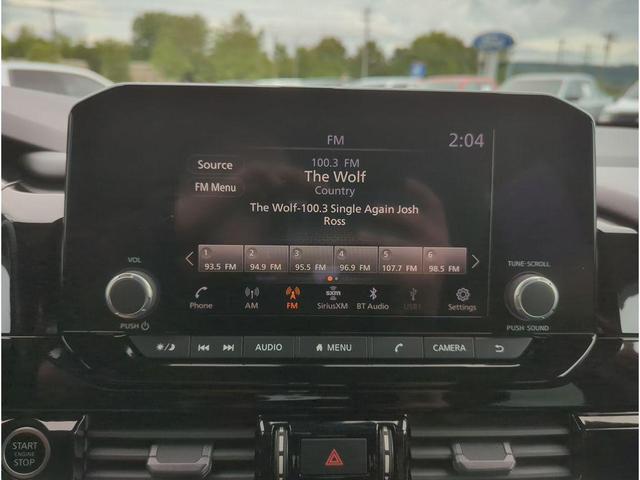 Ford
FM
2:04
Source
100.3 FM
The Wolf
FM Menu
Country
The Wolf-100.3 Single Again Josh
Ross
1 2 3 4 5 6
93.5 FM 94.9 FM 95.5 FM 96.9 FM 107.7 FM 98.5 FM
VOL
TUNE·SCROLL
sxm
Phone AM FM SiriusXM BT Audio USB1 Settings
PUSH
PUSH SOUND
AUDIO MENU CAMERA
START
ENGINE
STOP